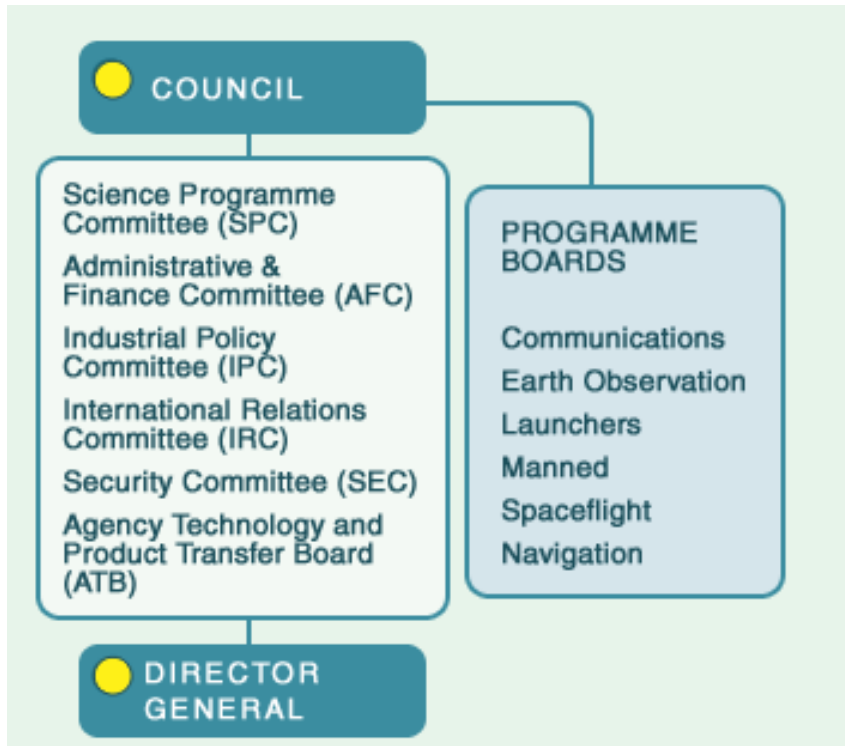 COUNCIL
Science Programme
Committee (SPC)
Administrative &
Finance Committee (AFC)
Industrial Policy
Committee (IPC)
International Relations
Committee (IRC)
Security Committee (SEC)
Agency Technology and
Product Transfer Board
(ATB)
PROGRAMME
BOARDS
Communications
Earth Observation
Launchers
Manned
Spaceflight
Navigation
DIRECTOR
GENERAL